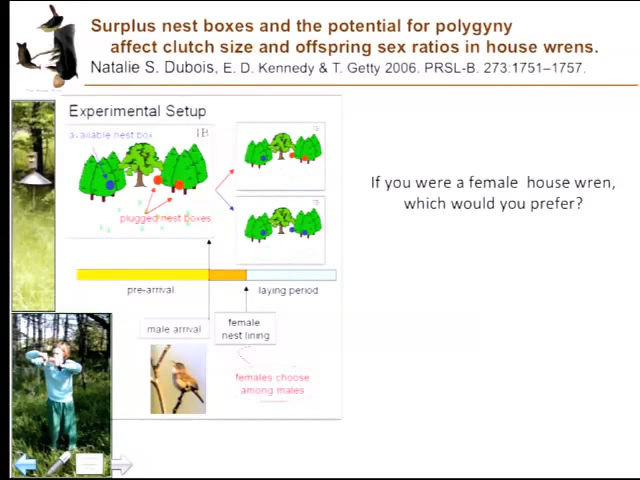 Surplus nest boxes and the potential for polygyny
affect clutch size and offspring sex ratios in house wrens.
Natalie S. Dubois, E. D. Kennedy & T. Getty 2006. PRSL-B. 273:1751–1757.
Experimental Setup
available nest box
1B
plugged nest boxes
If you were a female house wren,
which would you prefer?
pre-arrival
laying period
male arrival
female
nest lining
females choose
among males